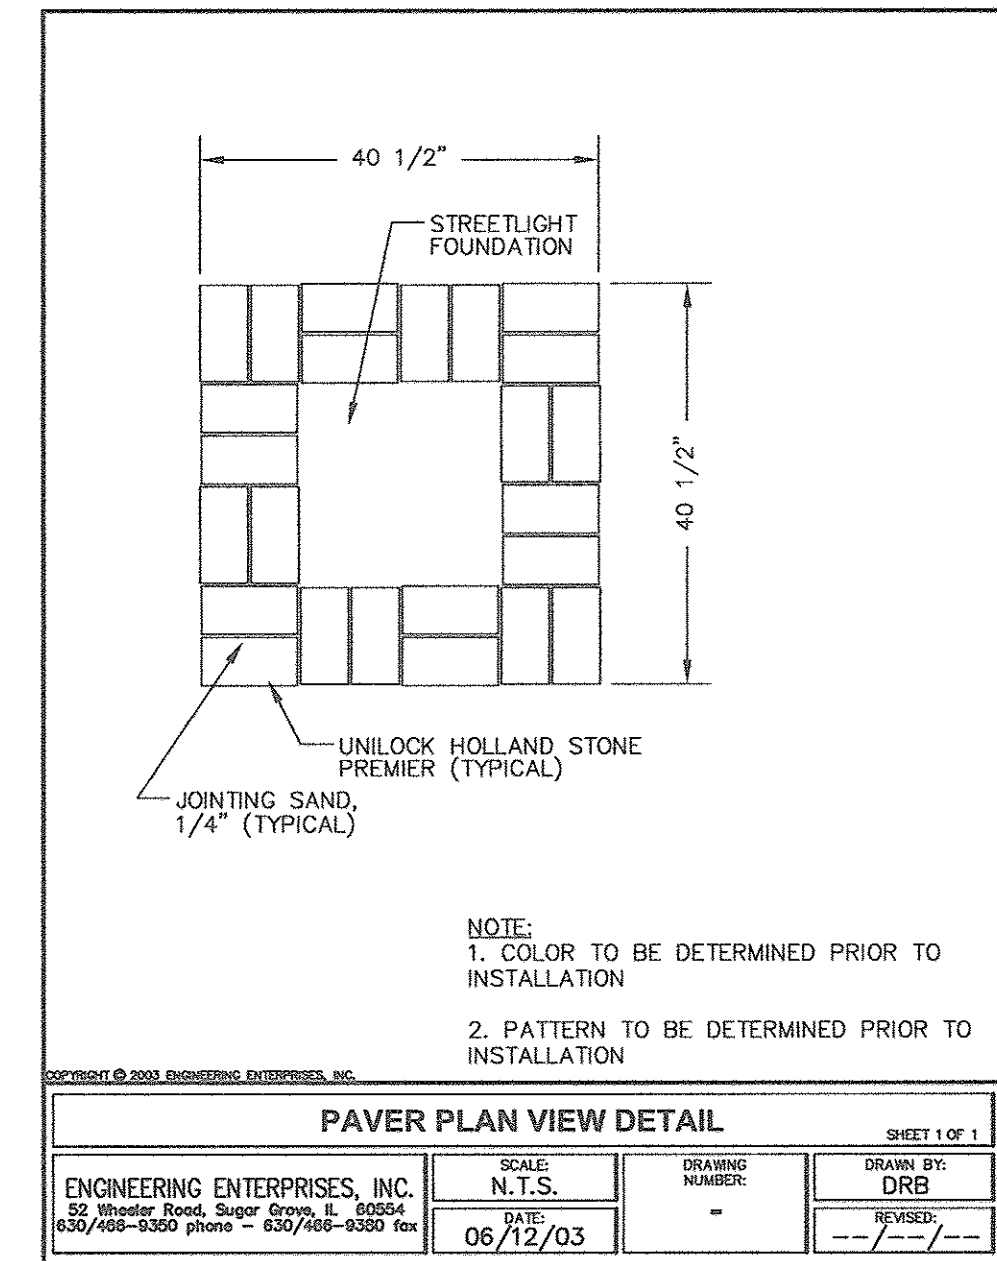 40 1/2"
STREETLIGHT
FOUNDATION
40 1/2"
UNILOCK HOLLAND STONE
PREMIER (TYPICAL)
JOINTING SAND,
1/4" (TYPICAL)
NOTE:
1. COLOR TO BE DETERMINED PRIOR TO
INSTALLATION
2. PATTERN TO BE DETERMINED PRIOR TO
INSTALLATION
COPYRIGHT © 2003 ENGINEERING ENTERPRISES, INC.
PAVER PLAN VIEW DETAIL
SHEET 1 OF 1
ENGINEERING ENTERPRISES, INC.
52 Wheeler Road, Sugar Grove, IL 60554
630/466-9350 phone - 630/466-9380 fax
SCALE:
N.T.S.
DATE:
06/12/03
DRAWING
NUMBER:
-
DRAWN BY:
DRB
REVISED:
--/--/--